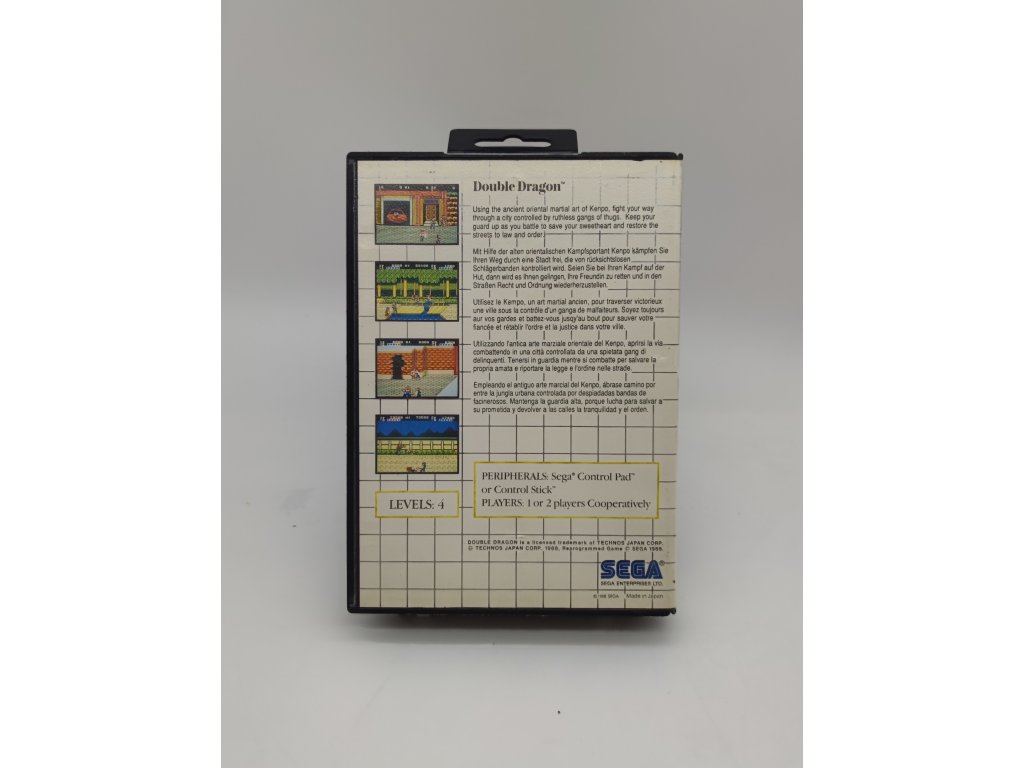 Double Dragon™
Using the ancient oriental martial art of Kenpo, fight your way
through a city controlled by ruthless gangs of thugs. Keep your
guard up as you battle to save your sweetheart and restore the
streets to law and order.
Mit Hilfe der alten orientalischen Kampfsportart Kenpo kämpfen Sie
Ihren Weg durch eine Stadt frei, die von rücksichtslosen
Schlägerbanden kontrolliert wird. Seien Sie bei Ihren Kampf auf der
Hut, dann wird es Ihnen gelingen, Ihre Freundin zu retten und in den
Straßen Recht und Ordnung wiederherzustellen.
Utilisez le Kempo, un art martial ancien, pour traverser victorieux
une ville sous la contrôle d'un ganga de malfaiteurs. Soyez toujours
aur vos gardes et battez-vous jusqu'au bout pour sauver votre
fiancée et rétablir l'ordre et la justice dans votre ville.
Utilizzando l'antica arte marziale orientale del Kenpo, aprirsi la via
combattendo in una città controllata da una spietata gang di
delinquenti. Tenersi in guardia mentre si combatte per salvare la
propria amata e riportare la legge e l'ordine nelle strade.
Empleando el antiguo arte marcial del Kenpo, ábrase camino por
entre la jungla urbana controlada por despiadadas bandas de
facinerosos. Mantenga la guardia alta, porque lucha para salvar a
su prometida y devolver a las calles la tranquilidad y el orden.
PERIPHERALS: Sega® Control Pad™
or Control Stick™
PLAYERS: 1 or 2 players Cooperatively
LEVELS: 4
DOUBLE DRAGON is a licensed trademark of TECHNOS JAPAN CORP.
© TECHNOS JAPAN CORP. 1988, Reprogrammed Game © SEGA 1988.
SEGA®
SEGA ENTERPRISES LTD.
© 1988 SEGA Made in Japan